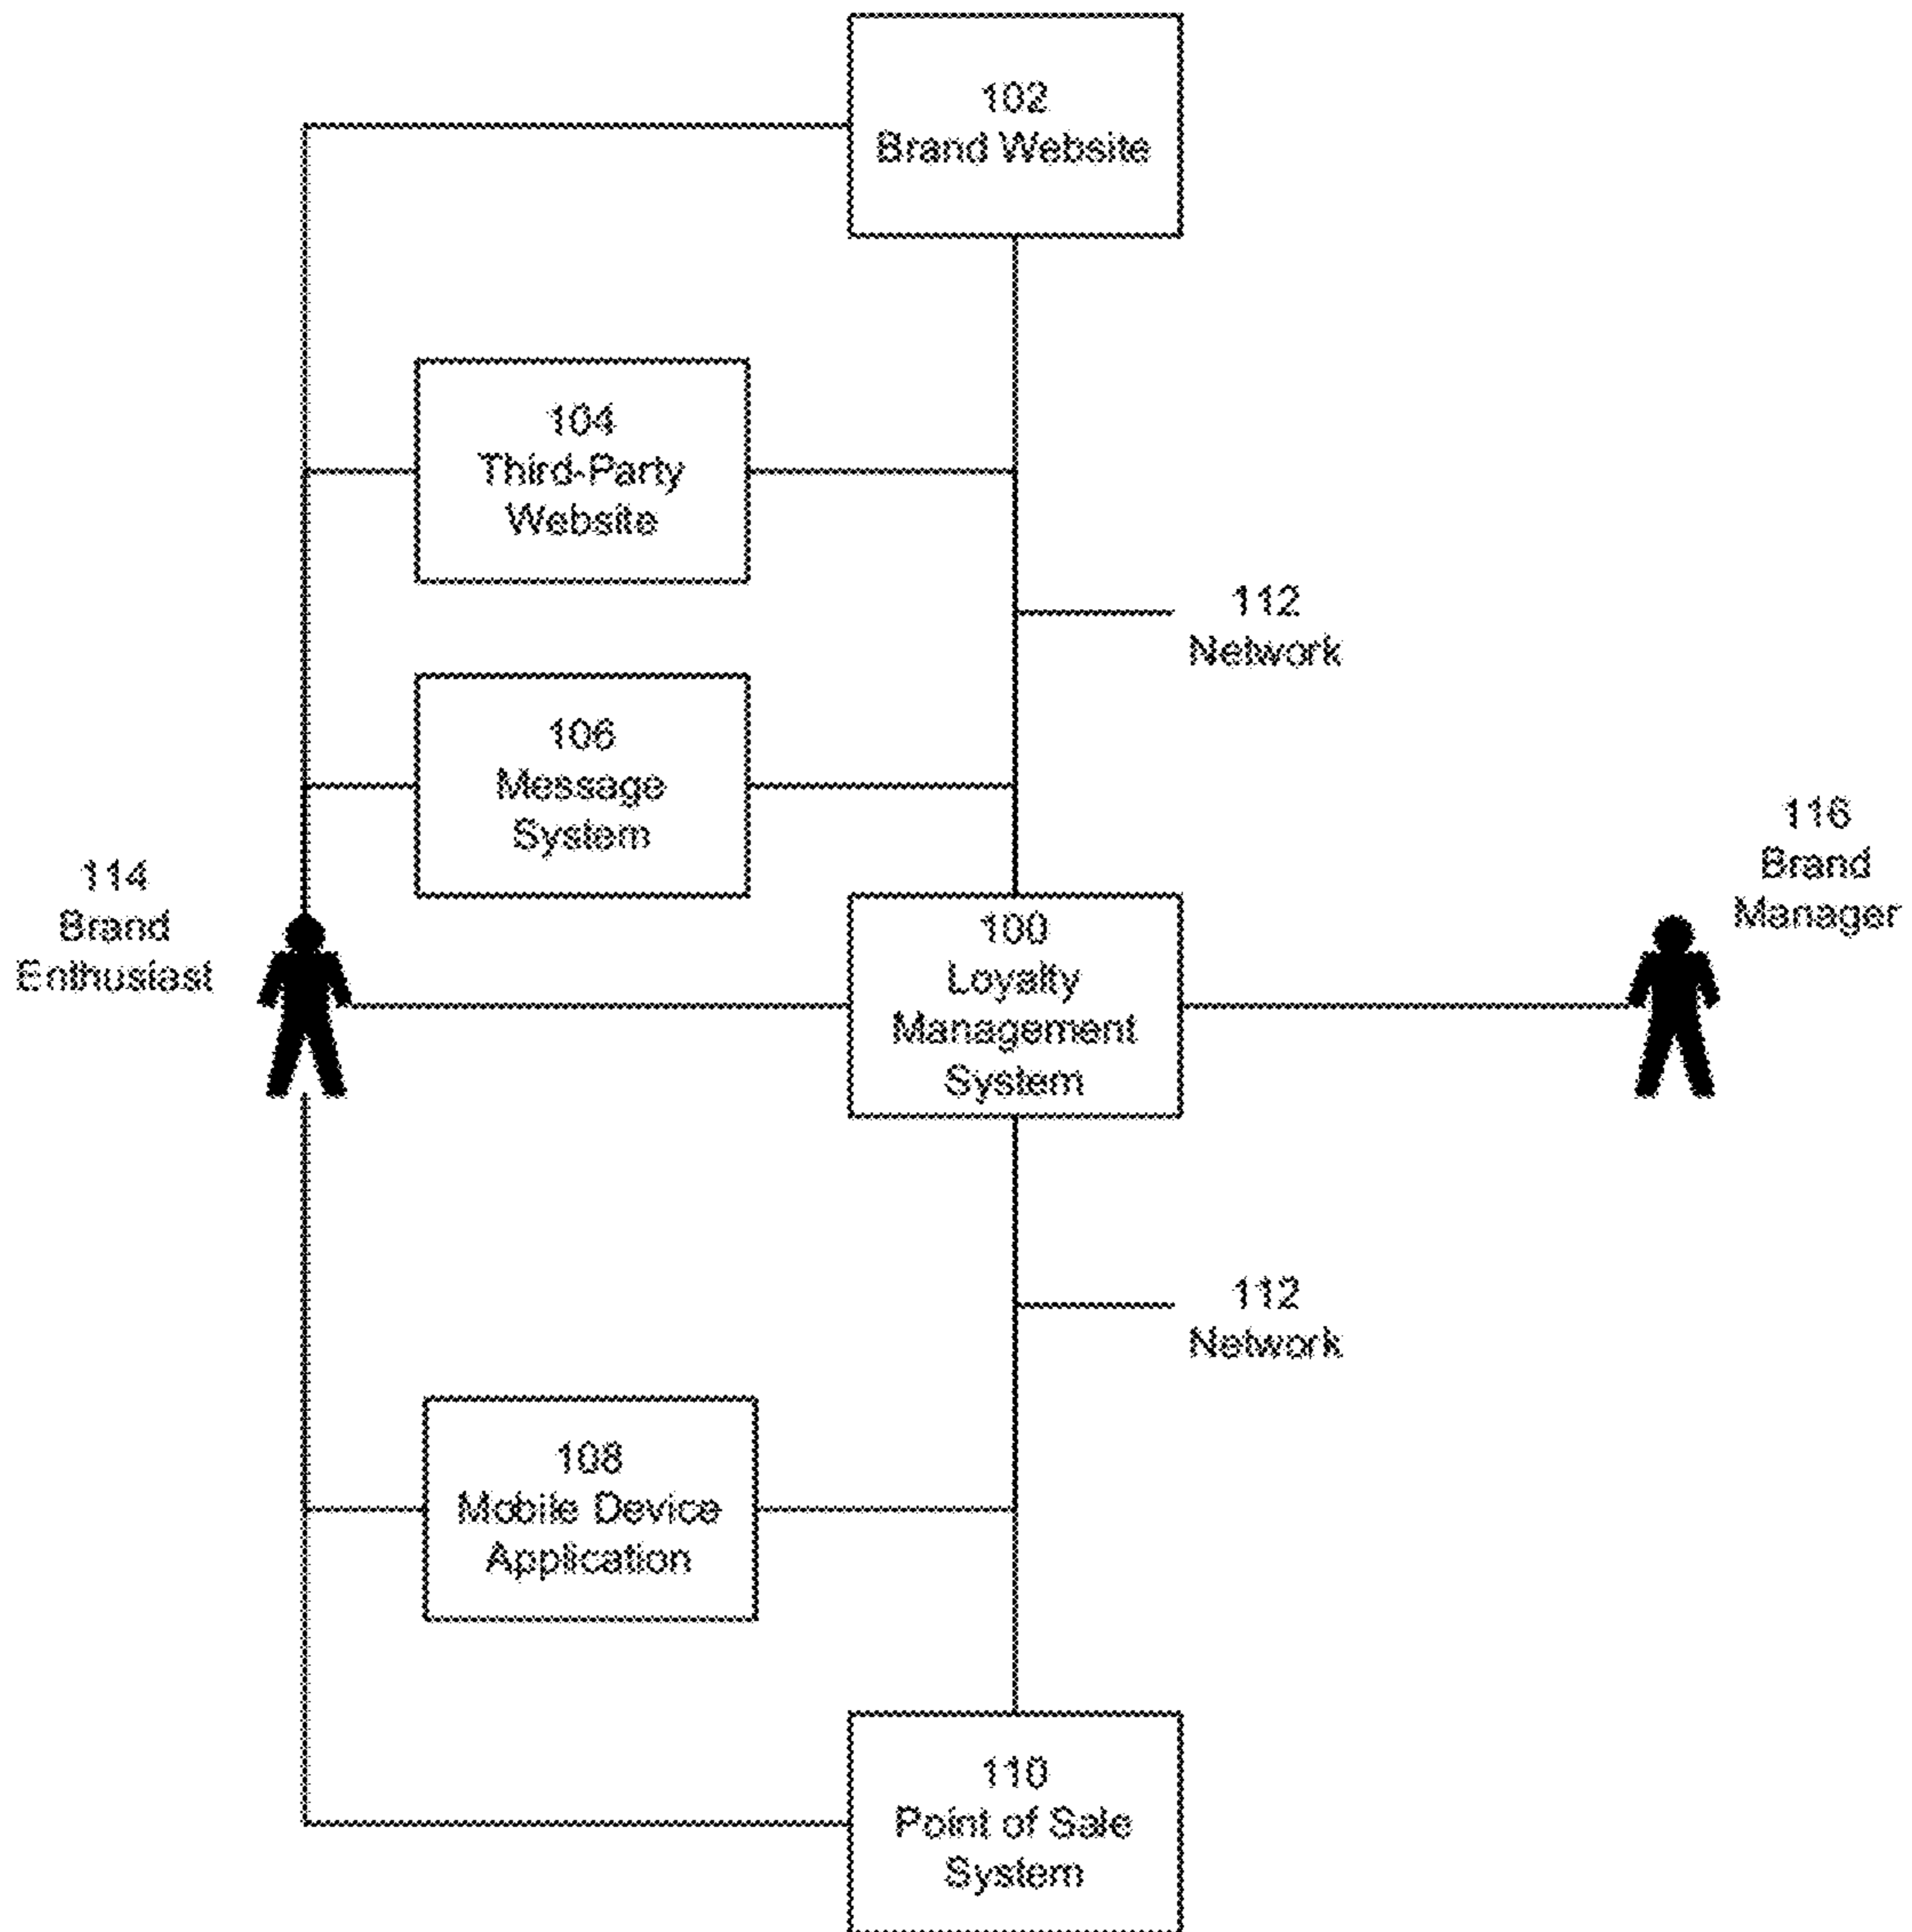 102
Brand Website
104
Third-Party
Website
112
Network
106
Message
System
116
Brand
Manager
114
Brand
Enthusiast
100
Loyalty
Management
System
112
Network
108
Mobile Device
Application
110
Point of Sale
System